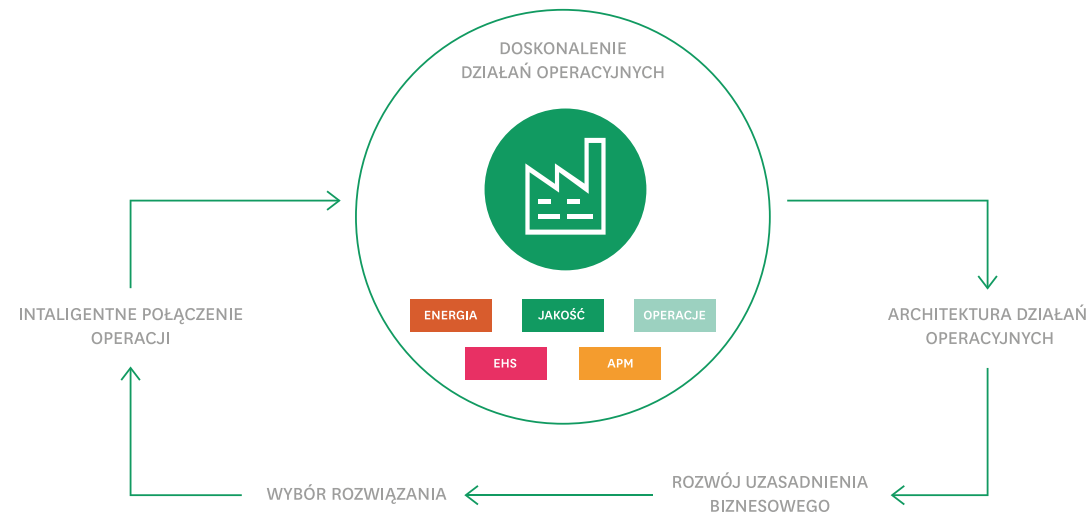 DOSKONALENIE
DZIAŁAŃ OPERACYJNYCH
ENERGIA
JAKOŚĆ
OPERACJE
EHS
APM
ARCHITEKTURA DZIAŁAŃ
OPERACYJNYCH
ROZWÓJ UZASADNIENIA
BIZNESOWEGO
WYBÓR ROZWIĄZANIA
INTALIGENTNE POŁĄCZENIE
OPERACJI